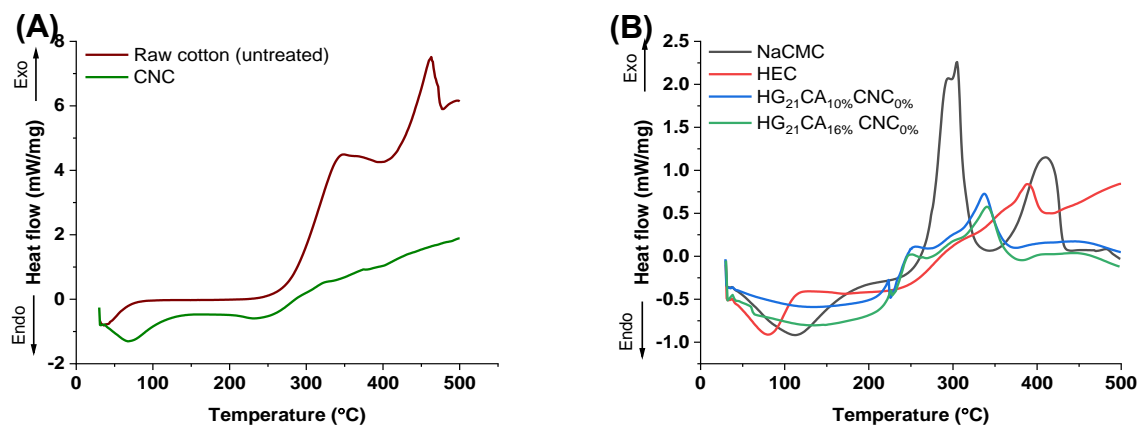 (A)
Raw cotton (untreated)
CNC
Exo
Endo
Heat flow (mW/mg)
8
6
4
2
0
-2
0 100 200 300 400 500
Temperature (°C)
(B)
NaCMC
HEC
HG₂₁CA₁₀%CNC₀%
HG₂₁CA₁₆% CNC₀%
Exo
Endo
Heat flow (mW/mg)
2.5
2.0
1.5
1.0
0.5
0.0
-0.5
-1.0
0 100 200 300 400 500
Temperature (°C)